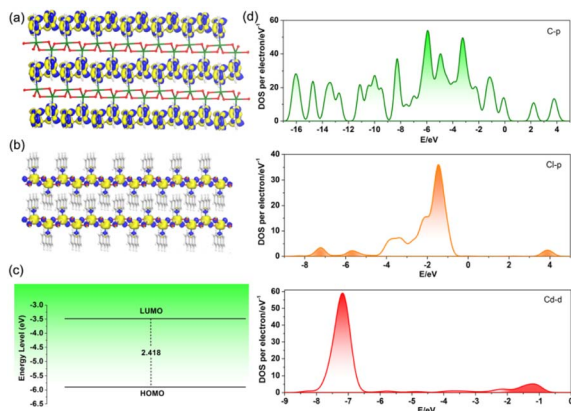 (a)
(b)
(c)
Energy Level (eV)
-3.0
-3.5
-4.0
-4.5
-5.0
-5.5
-6.0
-6.5
LUMO
2.418
HOMO
(d)
DOS per electron/eV⁻¹
60
50
40
30
20
10
0
C-p
-16 -14 -12 -10 -8 -6 -4 -2 0 2 4
E/eV
DOS per electron/eV⁻¹
40
30
20
10
0
Cl-p
-8 -6 -4 -2 0 2 4
E/eV
DOS per electron/eV⁻¹
60
50
40
30
20
10
0
Cd-d
-9 -8 -7 -6 -5 -4 -3 -2 -1 0
E/eV